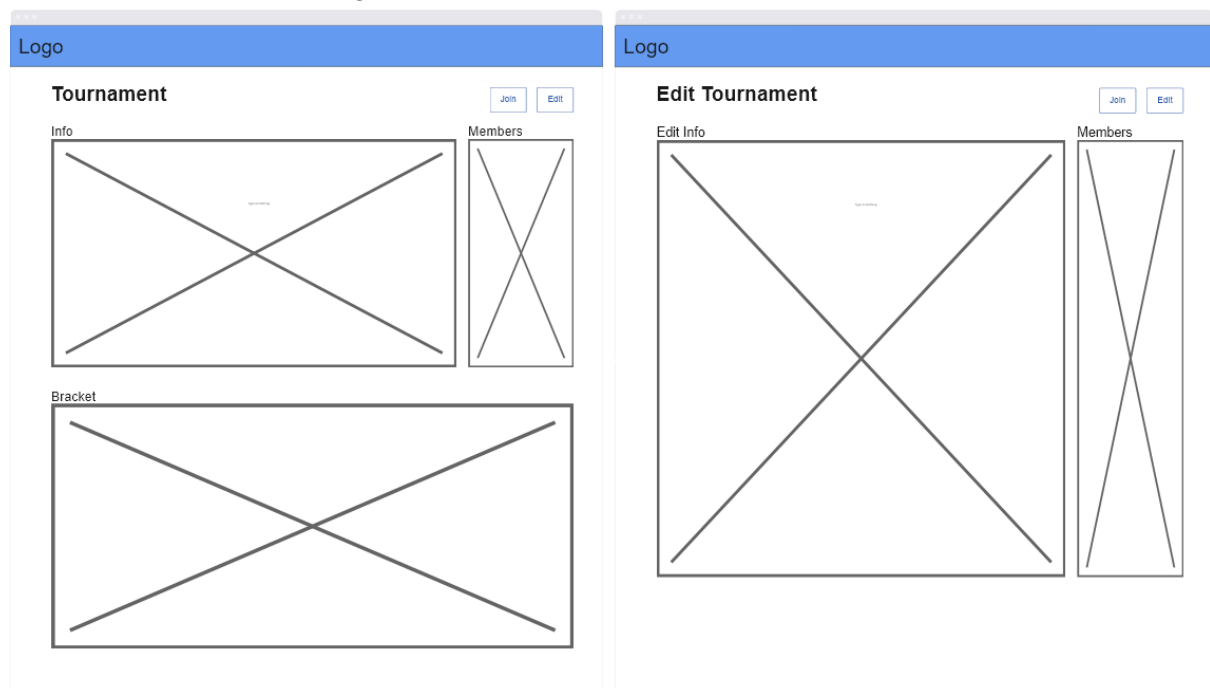 Logo
Tournament
Join
Edit
Info
Members
Bracket
Logo
Edit Tournament
Join
Edit
Edit Info
Members